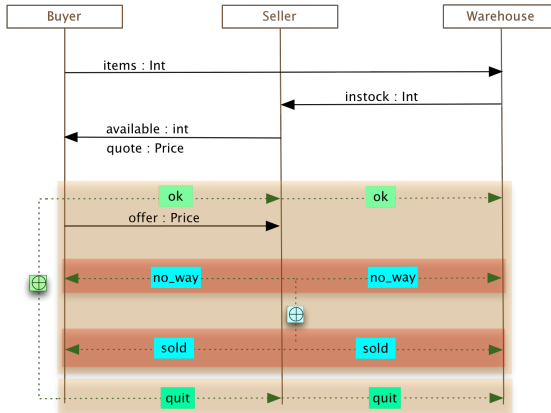 Buyer Seller Warehouse
items : Int
instock : Int
available : int
quote : Price
ok ok
offer : Price
no_way no_way
sold sold
quit quit